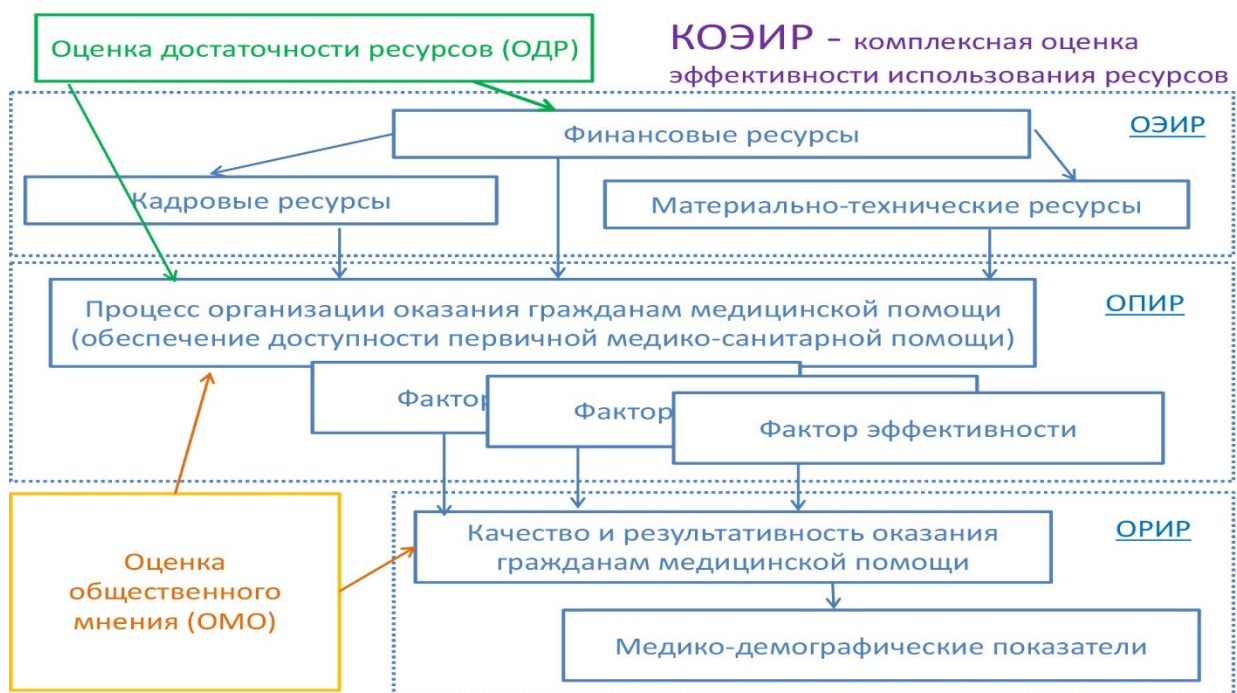 Оценка достаточности ресурсов (ОДР)
КОЭИР - комплексная оценка
эффективности использования ресурсов
ОЭИР
Финансовые ресурсы
Кадровые ресурсы
Материально-технические ресурсы
ОПИР
Процесс организации оказания гражданам медицинской помощи
(обеспечение доступности первичной медико-санитарной помощи)
Фактор
Фактор
Фактор эффективности
ОРИР
Качество и результативность оказания
гражданам медицинской помощи
Оценка
общественного
мнения (ОМО)
Медико-демографические показатели